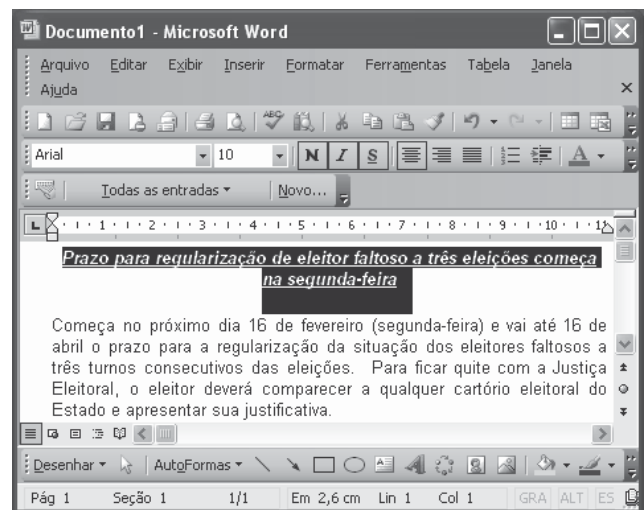 Documento1 - Microsoft Word
Arquivo Editar Exibir Inserir Formatar Ferramentas Tabela Janela
Ajuda
Arial 10 N I S A
Todas as entradas Novo...
1 2 3 4 5 6 7 8 9 10 11
Prazo para regularização de eleitor faltoso a três eleições começa
na segunda-feira
Começa no próximo dia 16 de fevereiro (segunda-feira) e vai até 16 de
abril o prazo para a regularização da situação dos eleitores faltosos a
três turnos consecutivos das eleições. Para ficar quite com a Justiça
Eleitoral, o eleitor deverá comparecer a qualquer cartório eleitoral do
Estado e apresentar sua justificativa.
Desenhar AutoFormas
Pág 1 Seção 1 1/1 Em 2,6 cm Lin 1 Col 1 GRA ALT ES